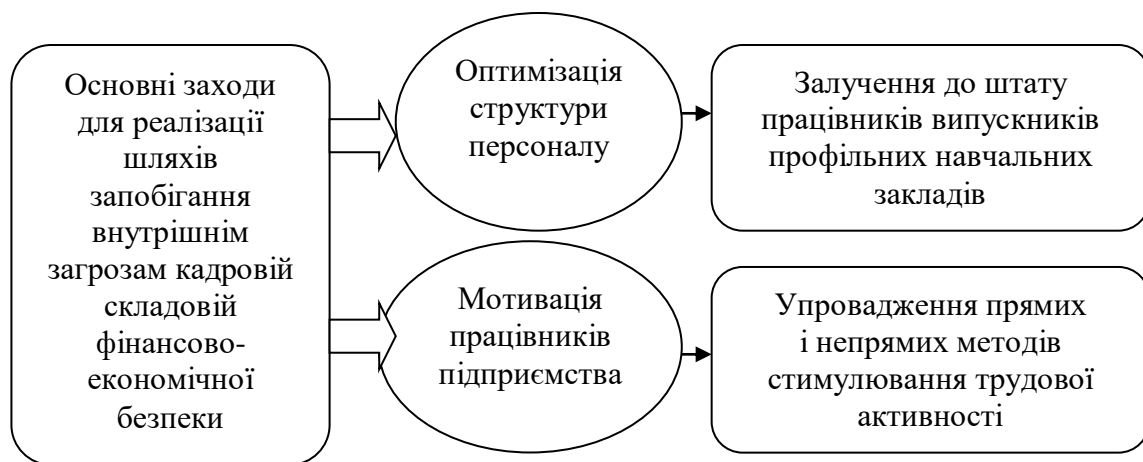 Основні заходи
для реалізації
шляхів
запобігання
внутрішнім
загрозам кадровій
складовій
фінансово-
економічної
безпеки
Оптимізація
структури
персоналу
Залучення до штату
працівників випускників
профільних навчальних
закладів
Мотивація
працівників
підприємства
Упровадження прямих
і непрямих методів
стимулювання трудової
активності